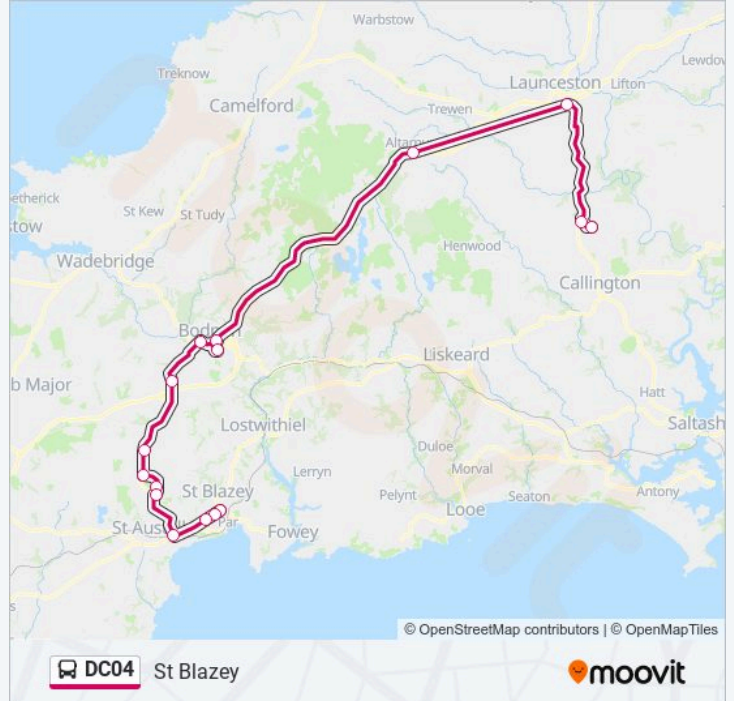 Warbstow
Treknow
Launceston
Lifton
Lewdow
Camelford
Trewen
Altarnu
etherick
stow
St Kew
St Tudy
Henwood
Wadebridge
Callington
Bodmin
Liskeard
b Major
Hatt
Lostwithiel
Saltash
Duloe
Lerryn
Morval
St Blazey
Pelynt
Seaton
Antony
Looe
St Aust
Par
Fowey
s
© OpenStreetMap contributors | © OpenMapTiles
DC04 St Blazey
moovit